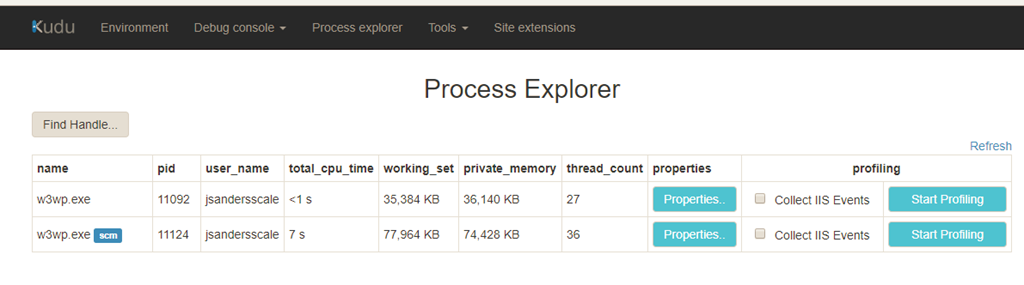 Kudu Environment Debug console Process explorer Tools Site extensions
Process Explorer
Find Handle...
Refresh
name pid user_name total_cpu_time working_set private_memory thread_count properties profiling
w3wp.exe 11092 jsandersscale <1 s 35,384 KB 36,140 KB 27 Properties.. Collect IIS Events Start Profiling
w3wp.exe scm 11124 jsandersscale 7 s 77,964 KB 74,428 KB 36 Properties.. Collect IIS Events Start Profiling